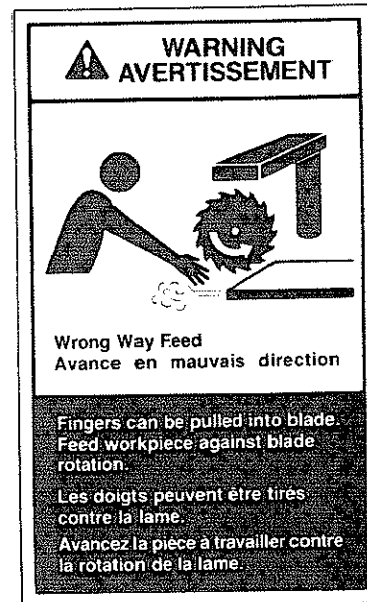 WARNING
AVERTISSEMENT
Wrong Way Feed
Avance en mauvais direction
Fingers can be pulled into blade.
Feed workpiece against blade
rotation.
Les doigts peuvent être tirés
contre la lame.
Avancez la pièce à travailler contre
la rotation de la lame.